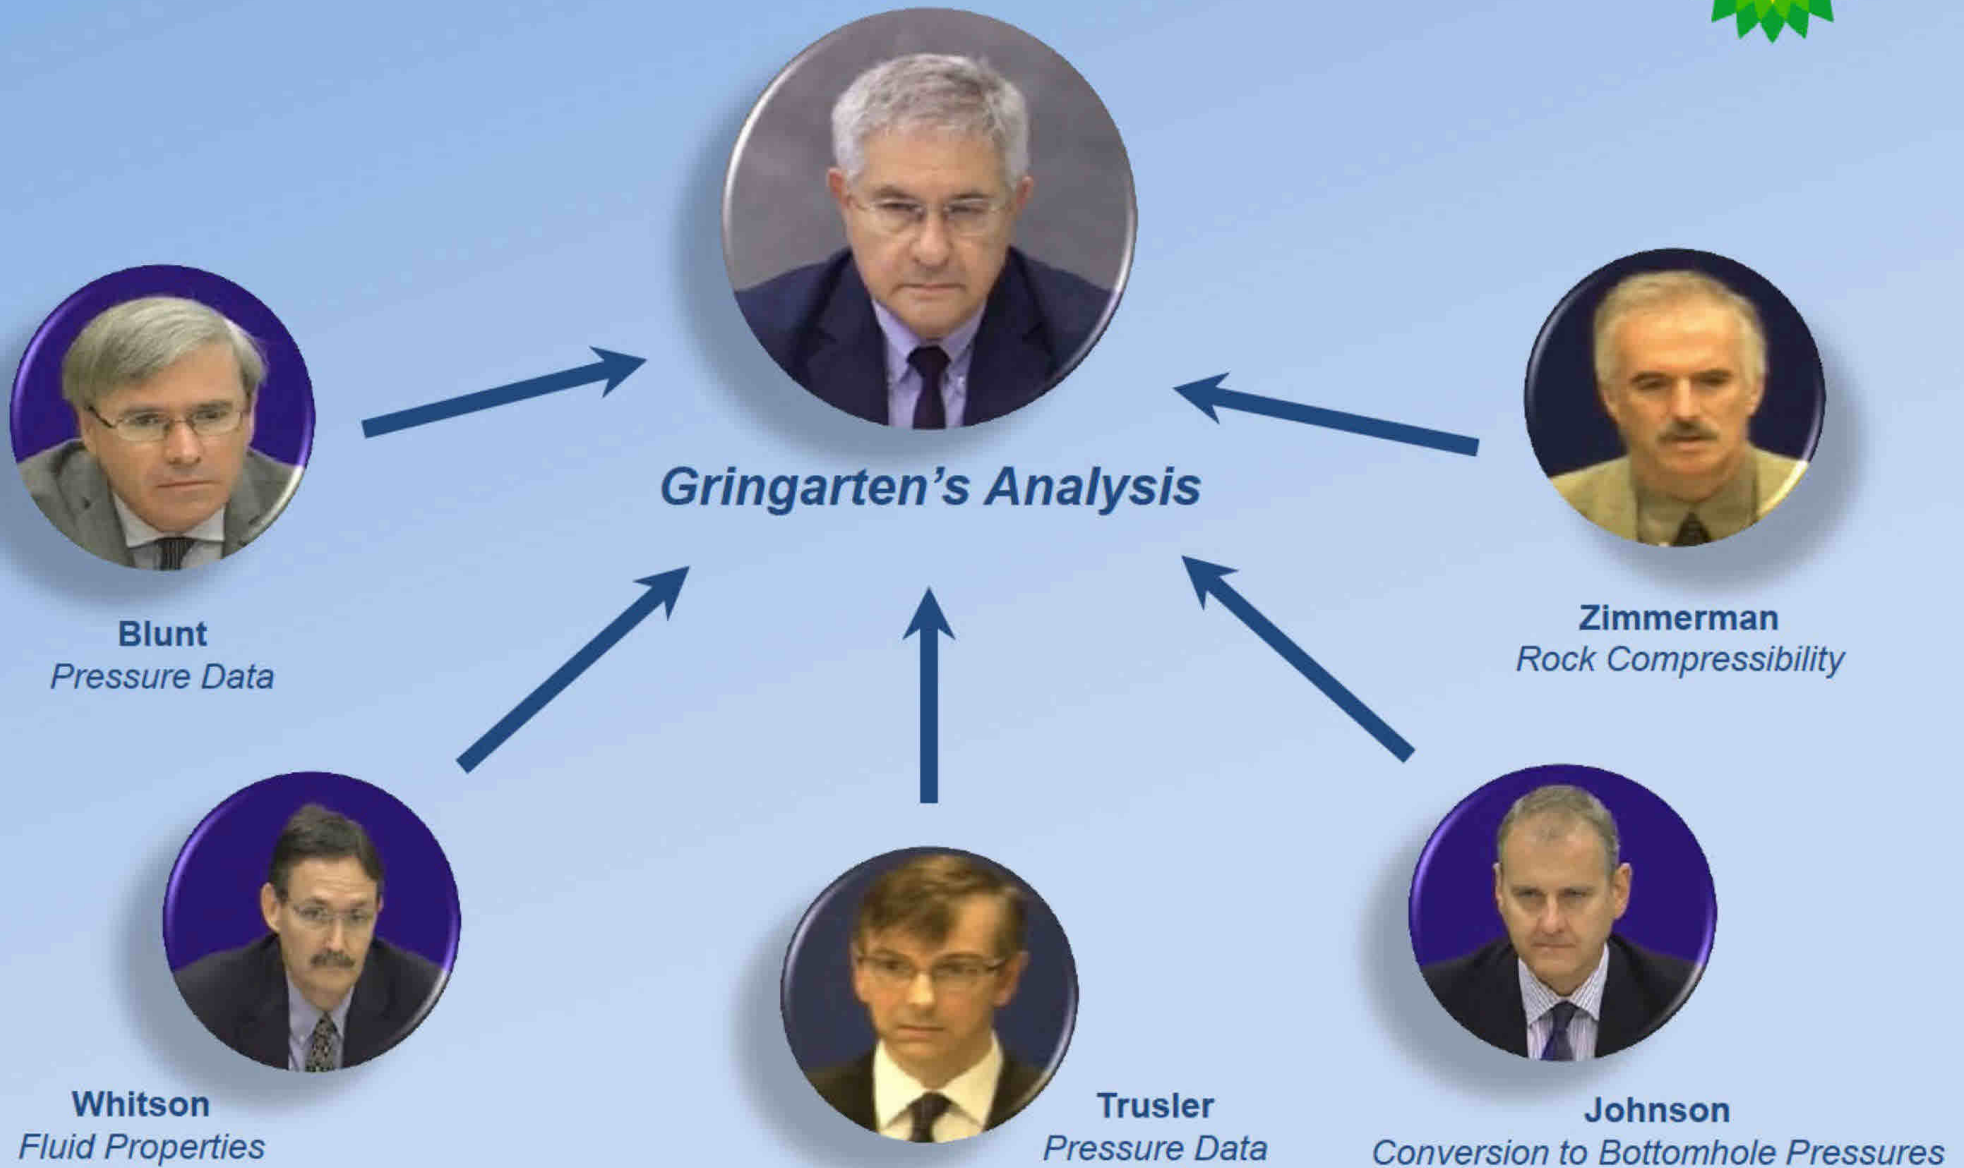 Gringarten's Analysis
Blunt
Pressure Data
Zimmerman
Rock Compressibility
Whitson
Fluid Properties
Trusler
Pressure Data
Johnson
Conversion to Bottomhole Pressures